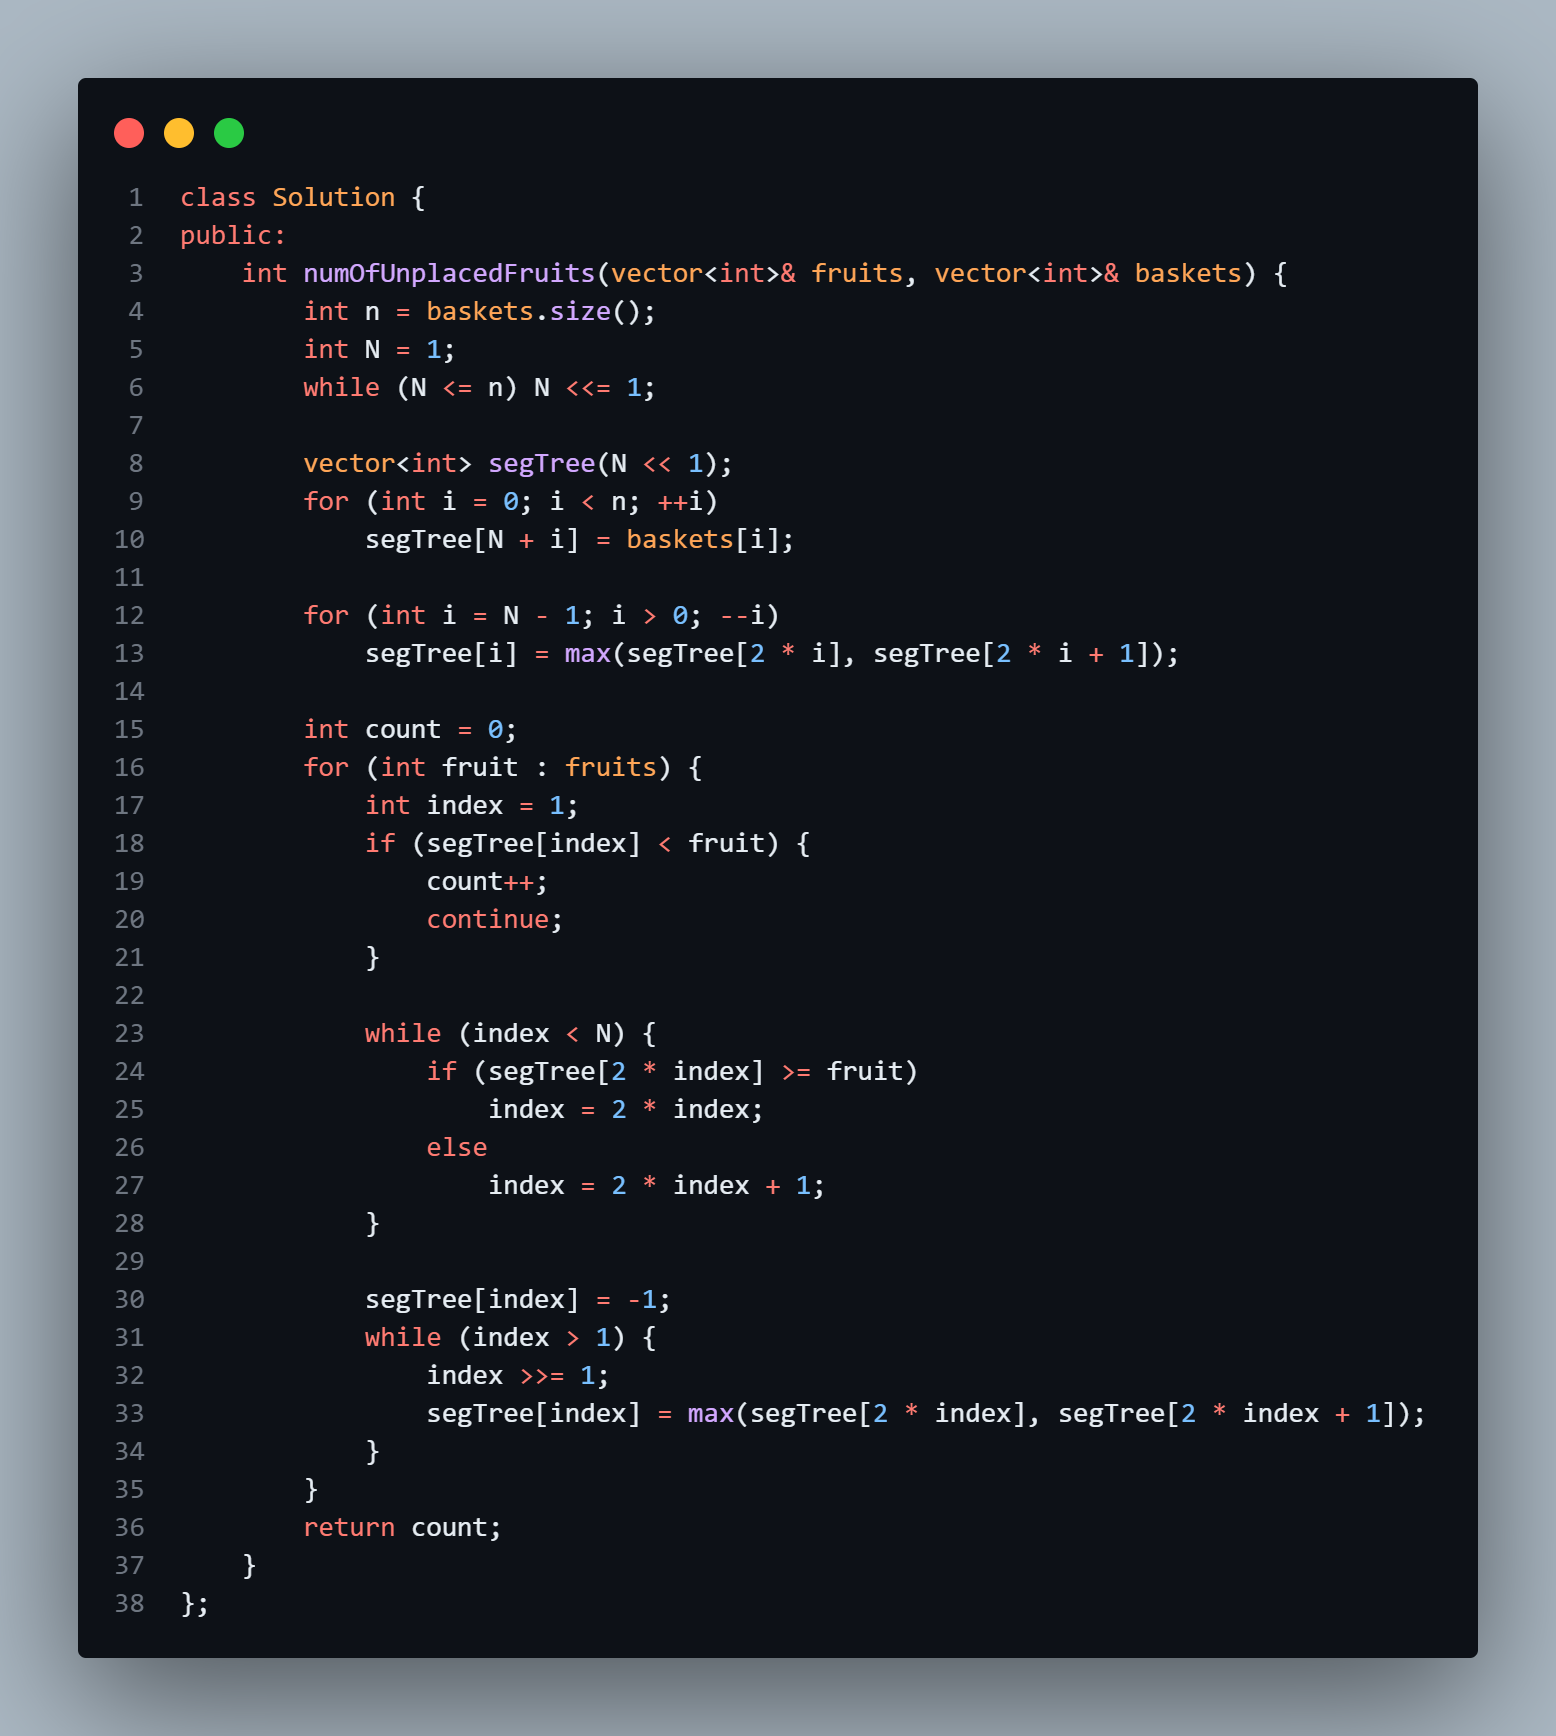 1 class Solution {
2 public:
3     int numOfUnplacedFruits(vector<int>& fruits, vector<int>& baskets) {
4         int n = baskets.size();
5         int N = 1;
6         while (N <= n) N <<= 1;
7
8         vector<int> segTree(N << 1);
9         for (int i = 0; i < n; ++i)
10             segTree[N + i] = baskets[i];
11
12         for (int i = N - 1; i > 0; --i)
13             segTree[i] = max(segTree[2 * i], segTree[2 * i + 1]);
14
15         int count = 0;
16         for (int fruit : fruits) {
17             int index = 1;
18             if (segTree[index] < fruit) {
19                 count++;
20                 continue;
21             }
22
23             while (index < N) {
24                 if (segTree[2 * index] >= fruit)
25                     index = 2 * index;
26                 else
27                     index = 2 * index + 1;
28             }
29
30             segTree[index] = -1;
31             while (index > 1) {
32                 index >>= 1;
33                 segTree[index] = max(segTree[2 * index], segTree[2 * index + 1]);
34             }
35         }
36         return count;
37     }
38 };